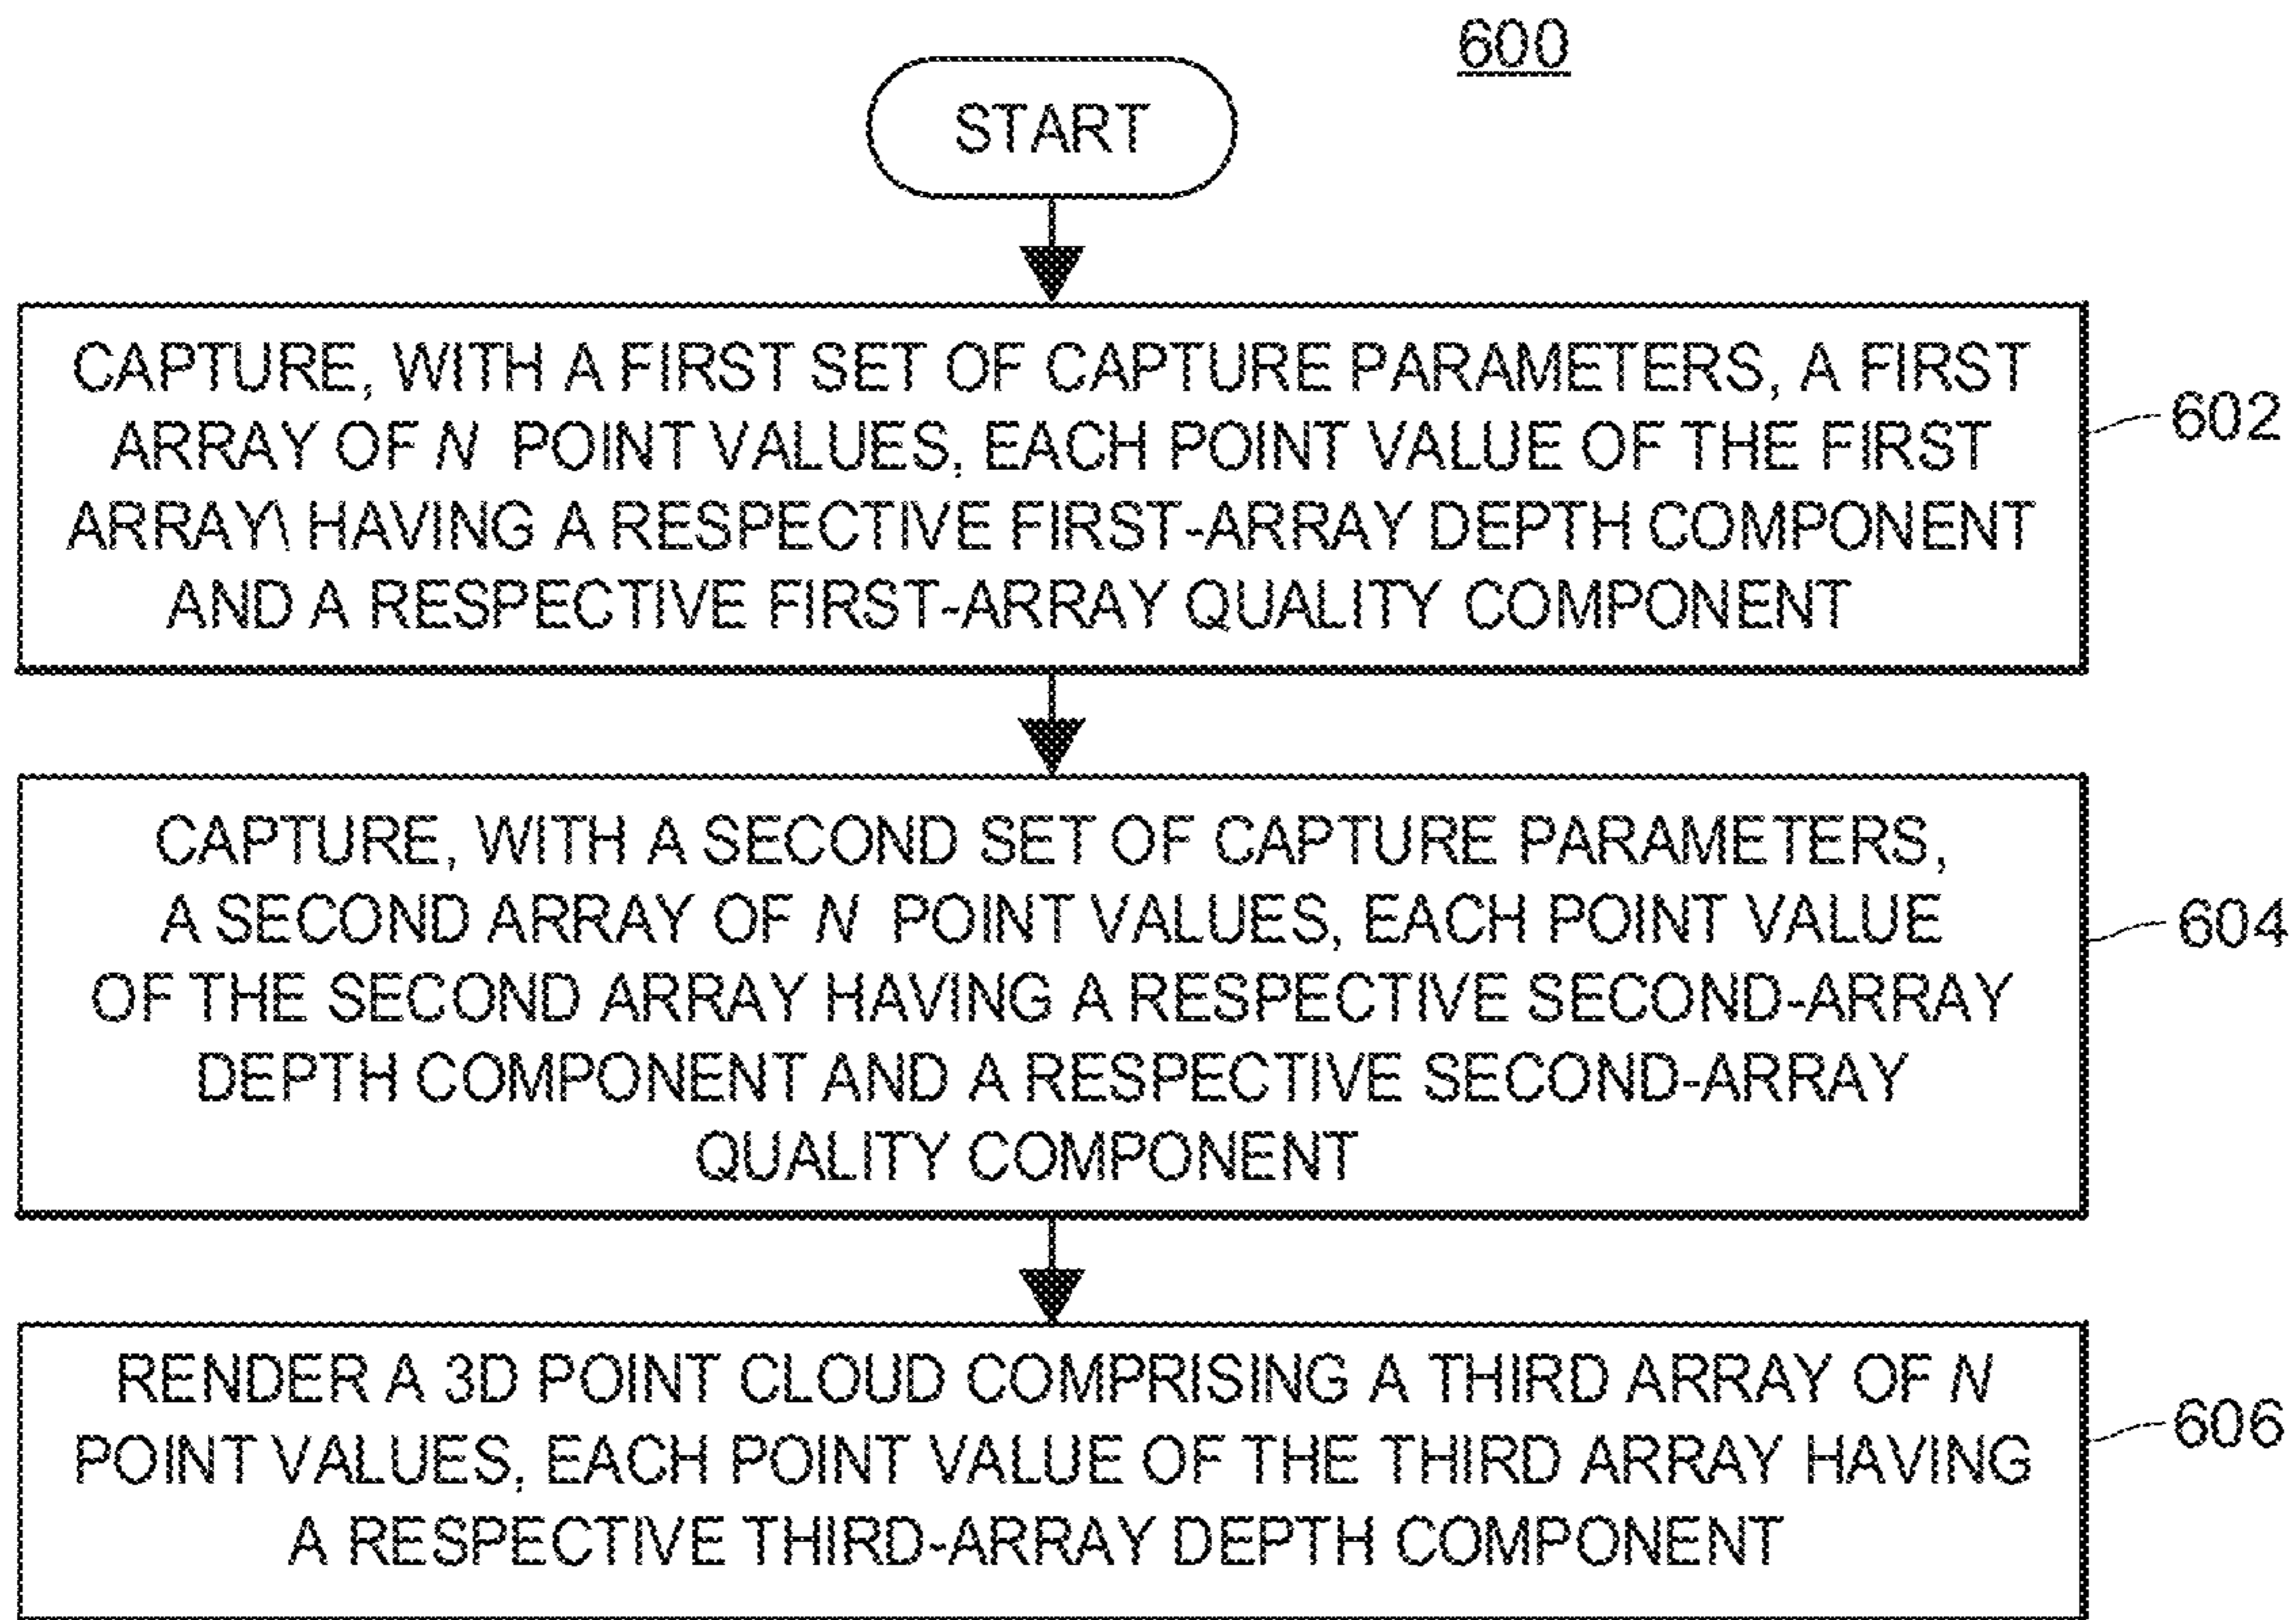 600
START
CAPTURE, WITH A FIRST SET OF CAPTURE PARAMETERS, A FIRST
ARRAY OF N POINT VALUES, EACH POINT VALUE OF THE FIRST
ARRAY\ HAVING A RESPECTIVE FIRST-ARRAY DEPTH COMPONENT
AND A RESPECTIVE FIRST-ARRAY QUALITY COMPONENT
602
CAPTURE, WITH A SECOND SET OF CAPTURE PARAMETERS,
A SECOND ARRAY OF N POINT VALUES, EACH POINT VALUE
OF THE SECOND ARRAY HAVING A RESPECTIVE SECOND-ARRAY
DEPTH COMPONENT AND A RESPECTIVE SECOND-ARRAY
QUALITY COMPONENT
604
RENDER A 3D POINT CLOUD COMPRISING A THIRD ARRAY OF N
POINT VALUES, EACH POINT VALUE OF THE THIRD ARRAY HAVING
A RESPECTIVE THIRD-ARRAY DEPTH COMPONENT
606